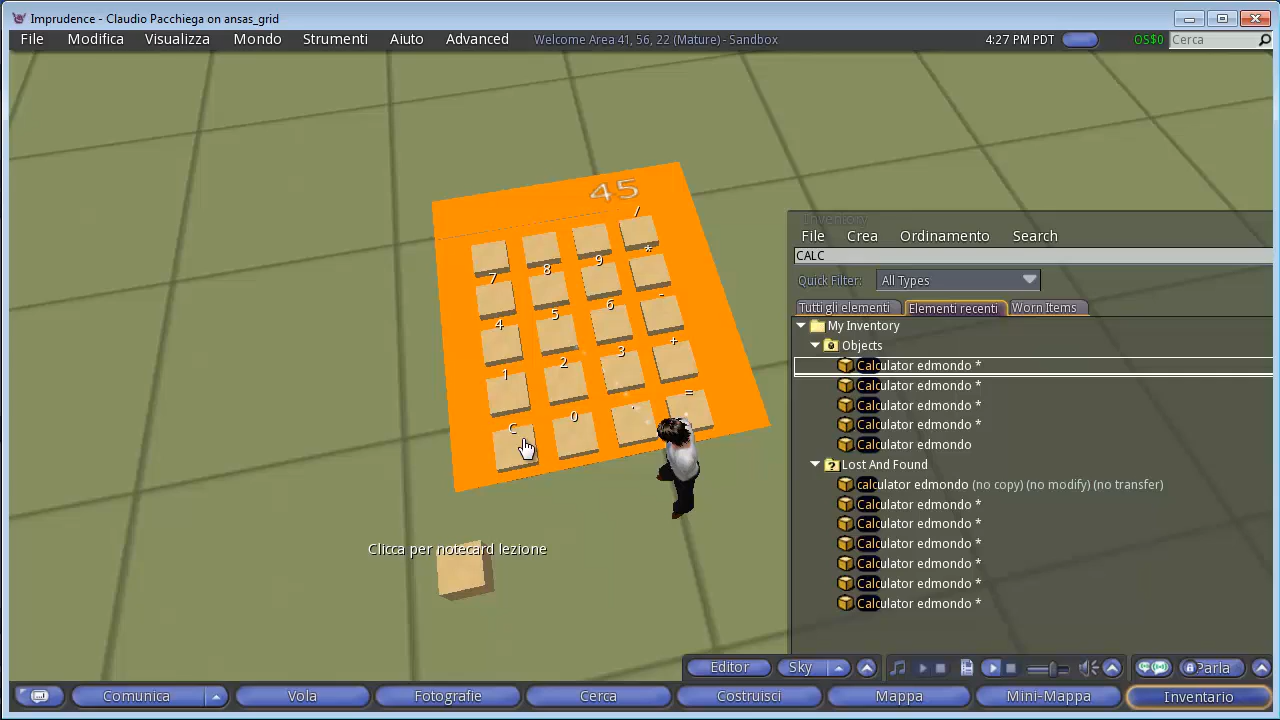 Imprudence - Claudio Pacchiega on ansas_grid
File Modifica Visualizza Mondo Strumenti Aiuto Advanced Welcome Area 41, 56, 22 (Mature) - Sandbox 4:27 PM PDT OS$0 Cerca
45
/
7 8 9 *
4 5 6 -
1 2 3 +
C 0 . =
Clicca per notecard lezione
Inventory
File Crea Ordinamento Search
CALC
Quick Filter: All Types
Tutti gli elementi Elementi recenti Worn Items
My Inventory
Objects
Calculator edmondo *
Calculator edmondo *
Calculator edmondo *
Calculator edmondo *
Calculator edmondo
Lost And Found
calculator edmondo (no copy) (no modify) (no transfer)
Calculator edmondo *
Calculator edmondo *
Calculator edmondo *
Calculator edmondo *
Calculator edmondo *
Calculator edmondo *
Editor Sky Parla
Comunica Vola Fotografie Cerca Costruisci Mappa Mini-Mappa Inventario